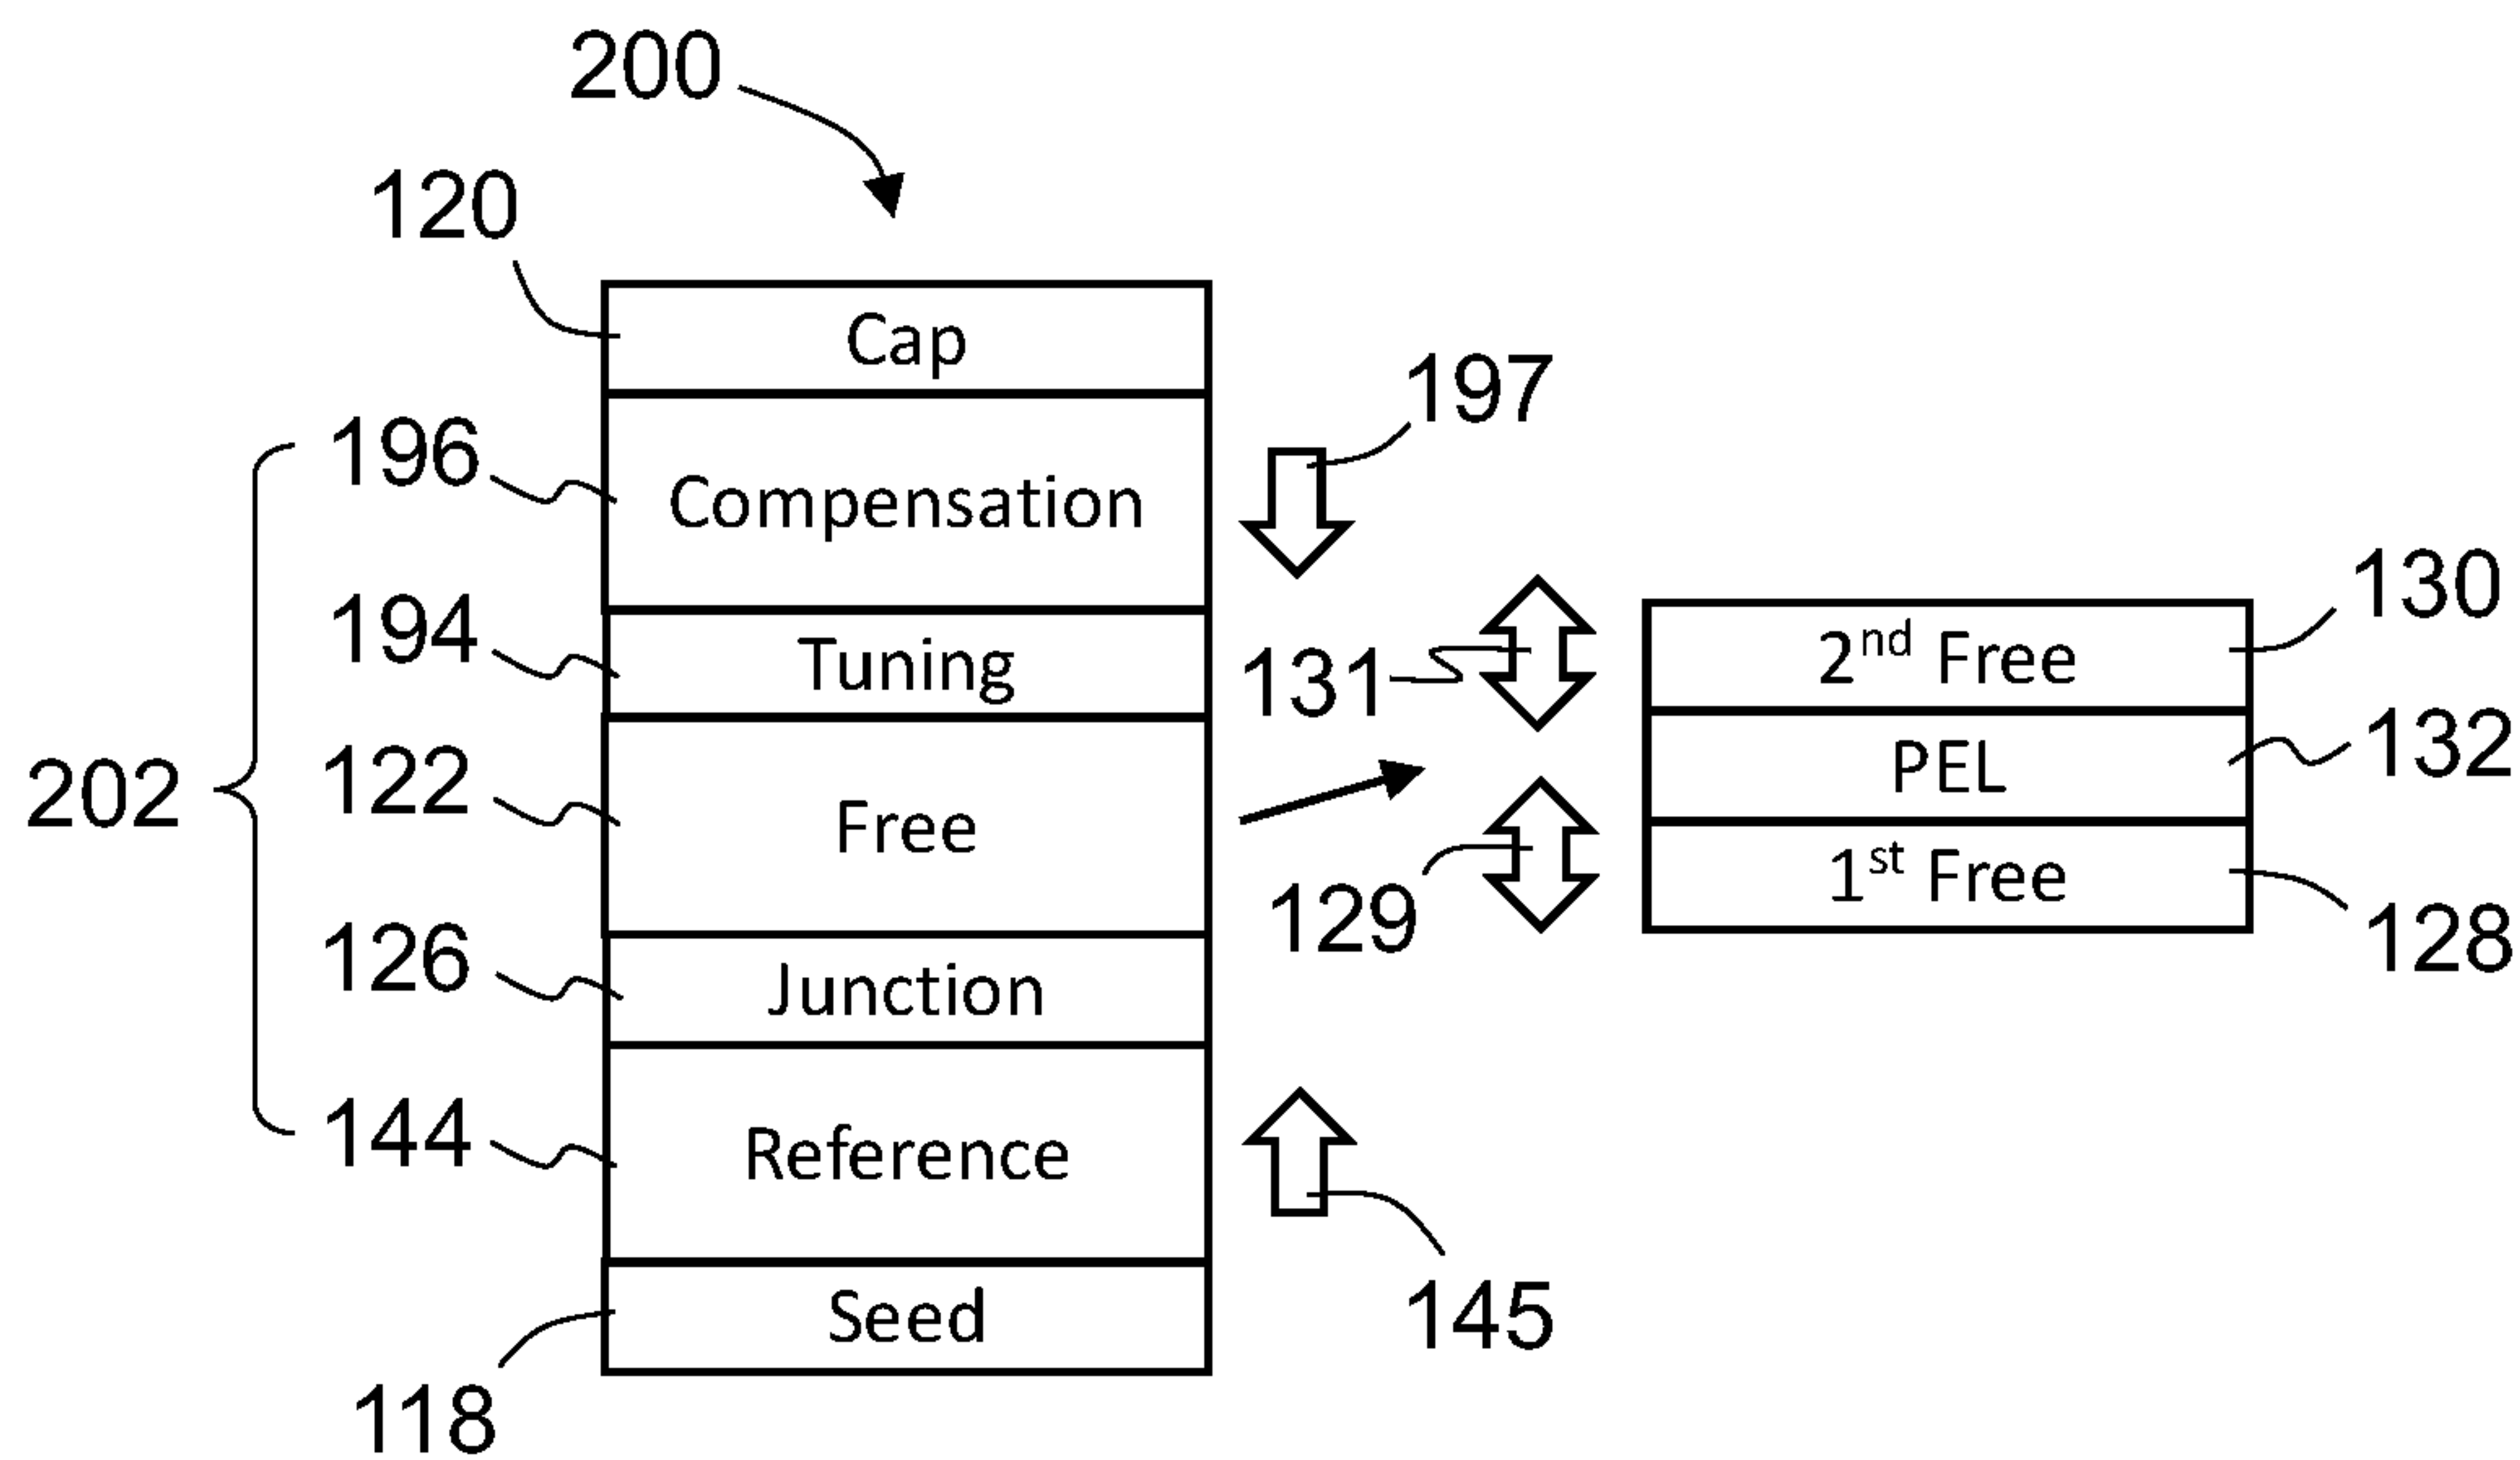 200
120
Cap
197
196
Compensation
130
194
Tuning
131
2nd Free
132
202
122
Free
PEL
129
1st Free
128
126
Junction
144
Reference
145
Seed
118